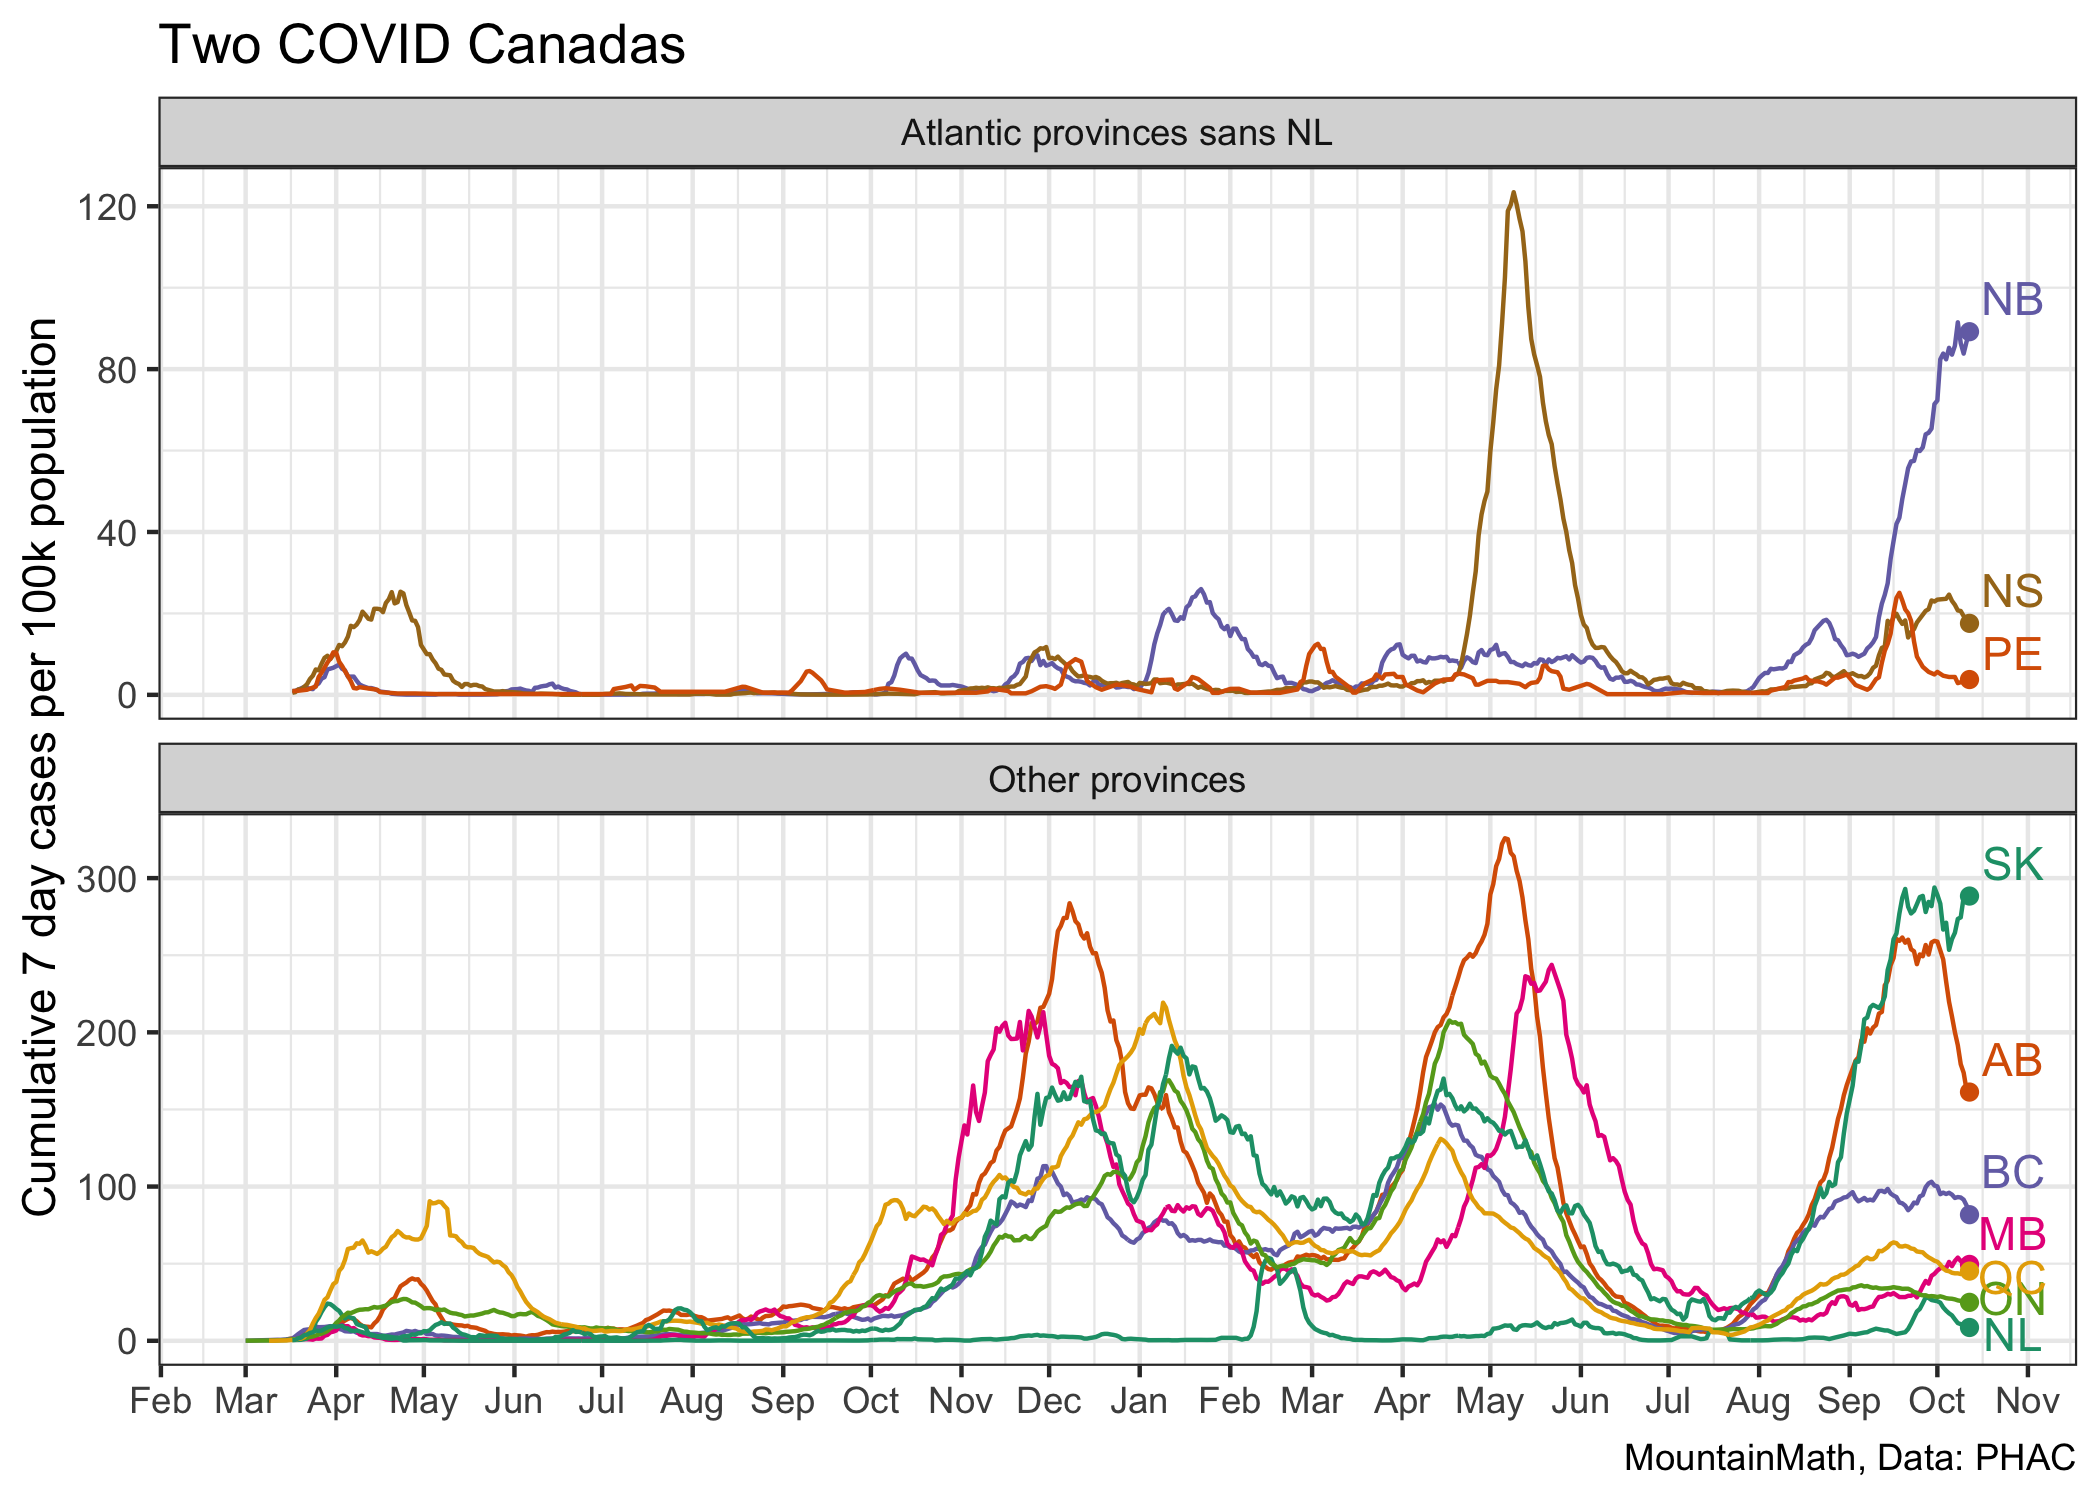 Two COVID Canadas
Atlantic provinces sans NL
120
80
40
0
NB
NS
PE
Cumulative 7 day cases per 100k population
Other provinces
300
200
100
0
SK
AB
BC
MB
QC
ON
NL
Feb Mar Apr May Jun Jul Aug Sep Oct Nov Dec Jan Feb Mar Apr May Jun Jul Aug Sep Oct Nov
MountainMath, Data: PHAC